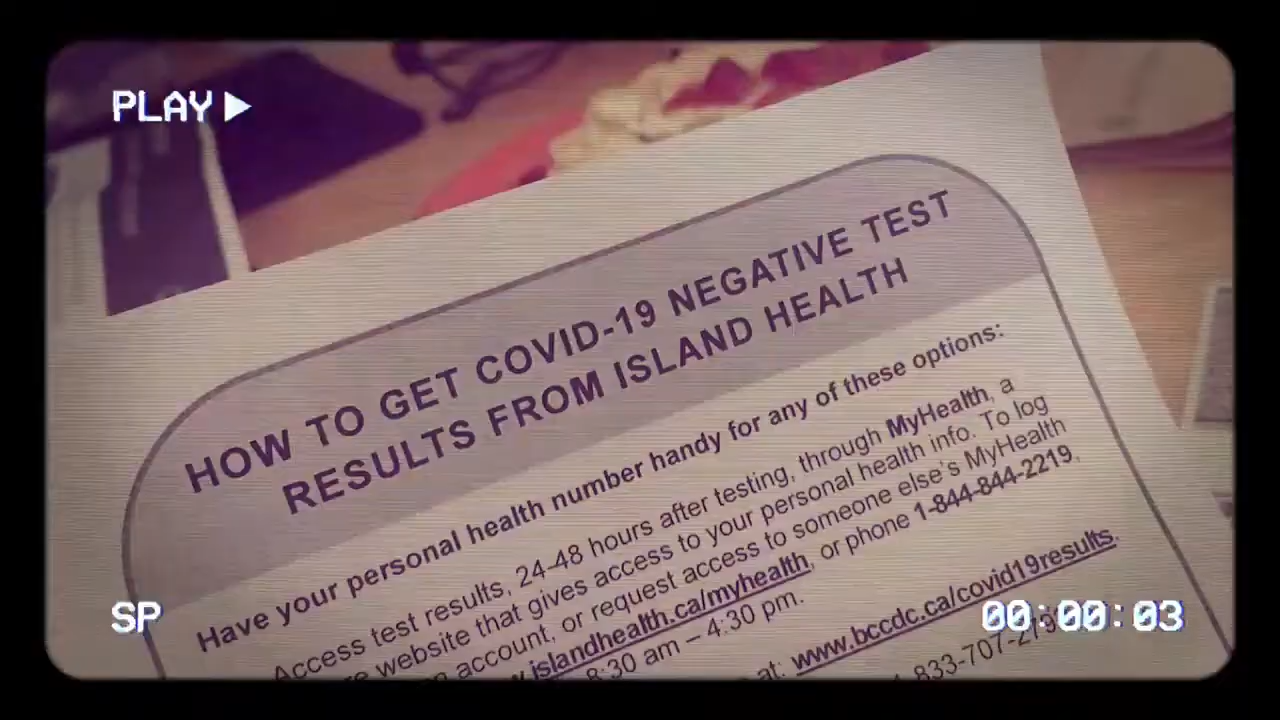 PLAY
HOW TO GET COVID-19 NEGATIVE TEST
RESULTS FROM ISLAND HEALTH
Have your personal health number handy for any of these options:
Access test results, 24-48 hours after testing, through MyHealth, a
website that gives access to your personal health info. To log
an account, or request access to someone else's MyHealth
islandhealth.ca/myhealth, or phone 1-844-844-2219.
8:30 am – 4:30 pm.
at: www.bccdc.ca/covid19results.
SP
00:00:03